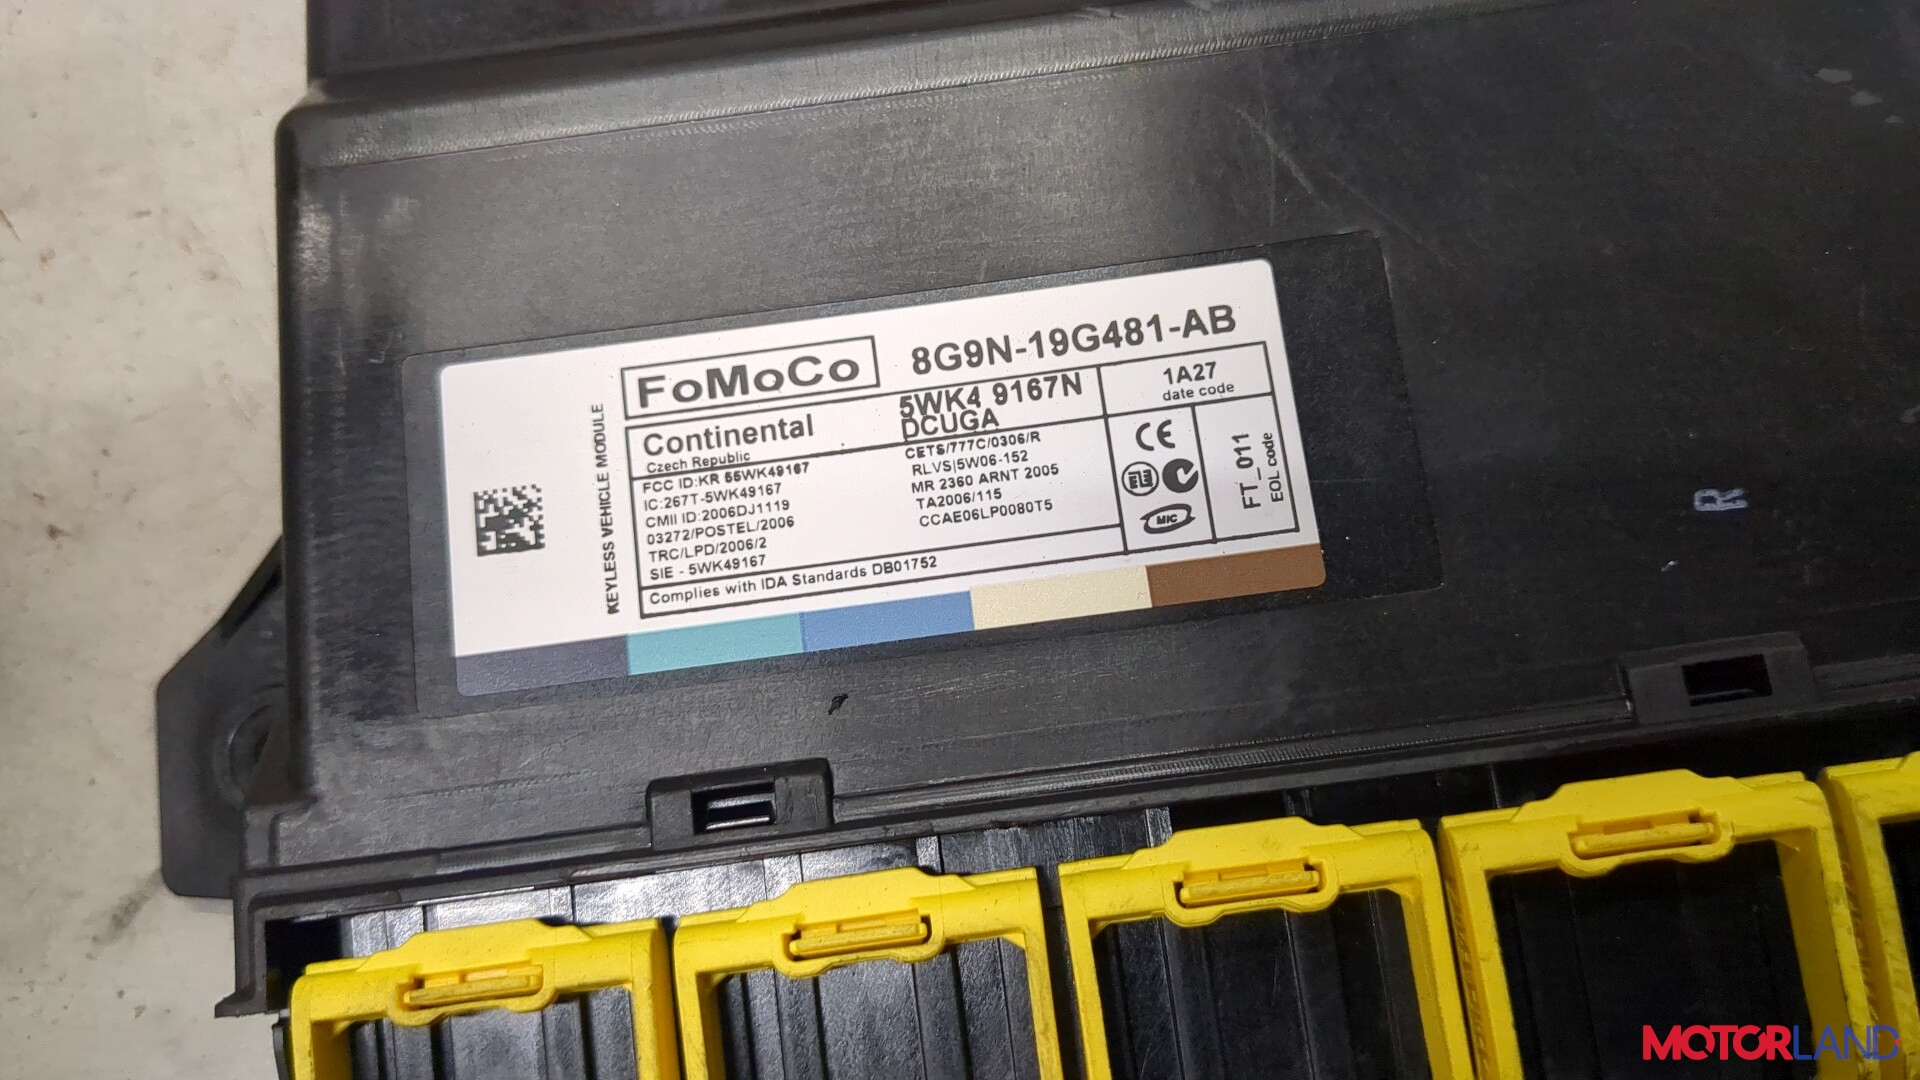 KEYLESS VEHICLE MODULE
FoMoCo
8G9N-19G481-AB
Continental
Czech Republic
5WK4 9167N
DCUGA
1A27
date code
FCC ID:KR 55WK49167
IC:267T-5WK49167
CMII ID:2006DJ1119
03272/POSTEL/2006
TRC/LPD/2006/2
SIE - 5WK49167
CETS/777C/0306/R
RLVS|5W06-152
MR 2360 ARNT 2005
TA2006/115
CCAE06LP0080T5
CE
MIC
FT_011
EOL code
Complies with IDA Standards DB01752
R
MOTORLAND